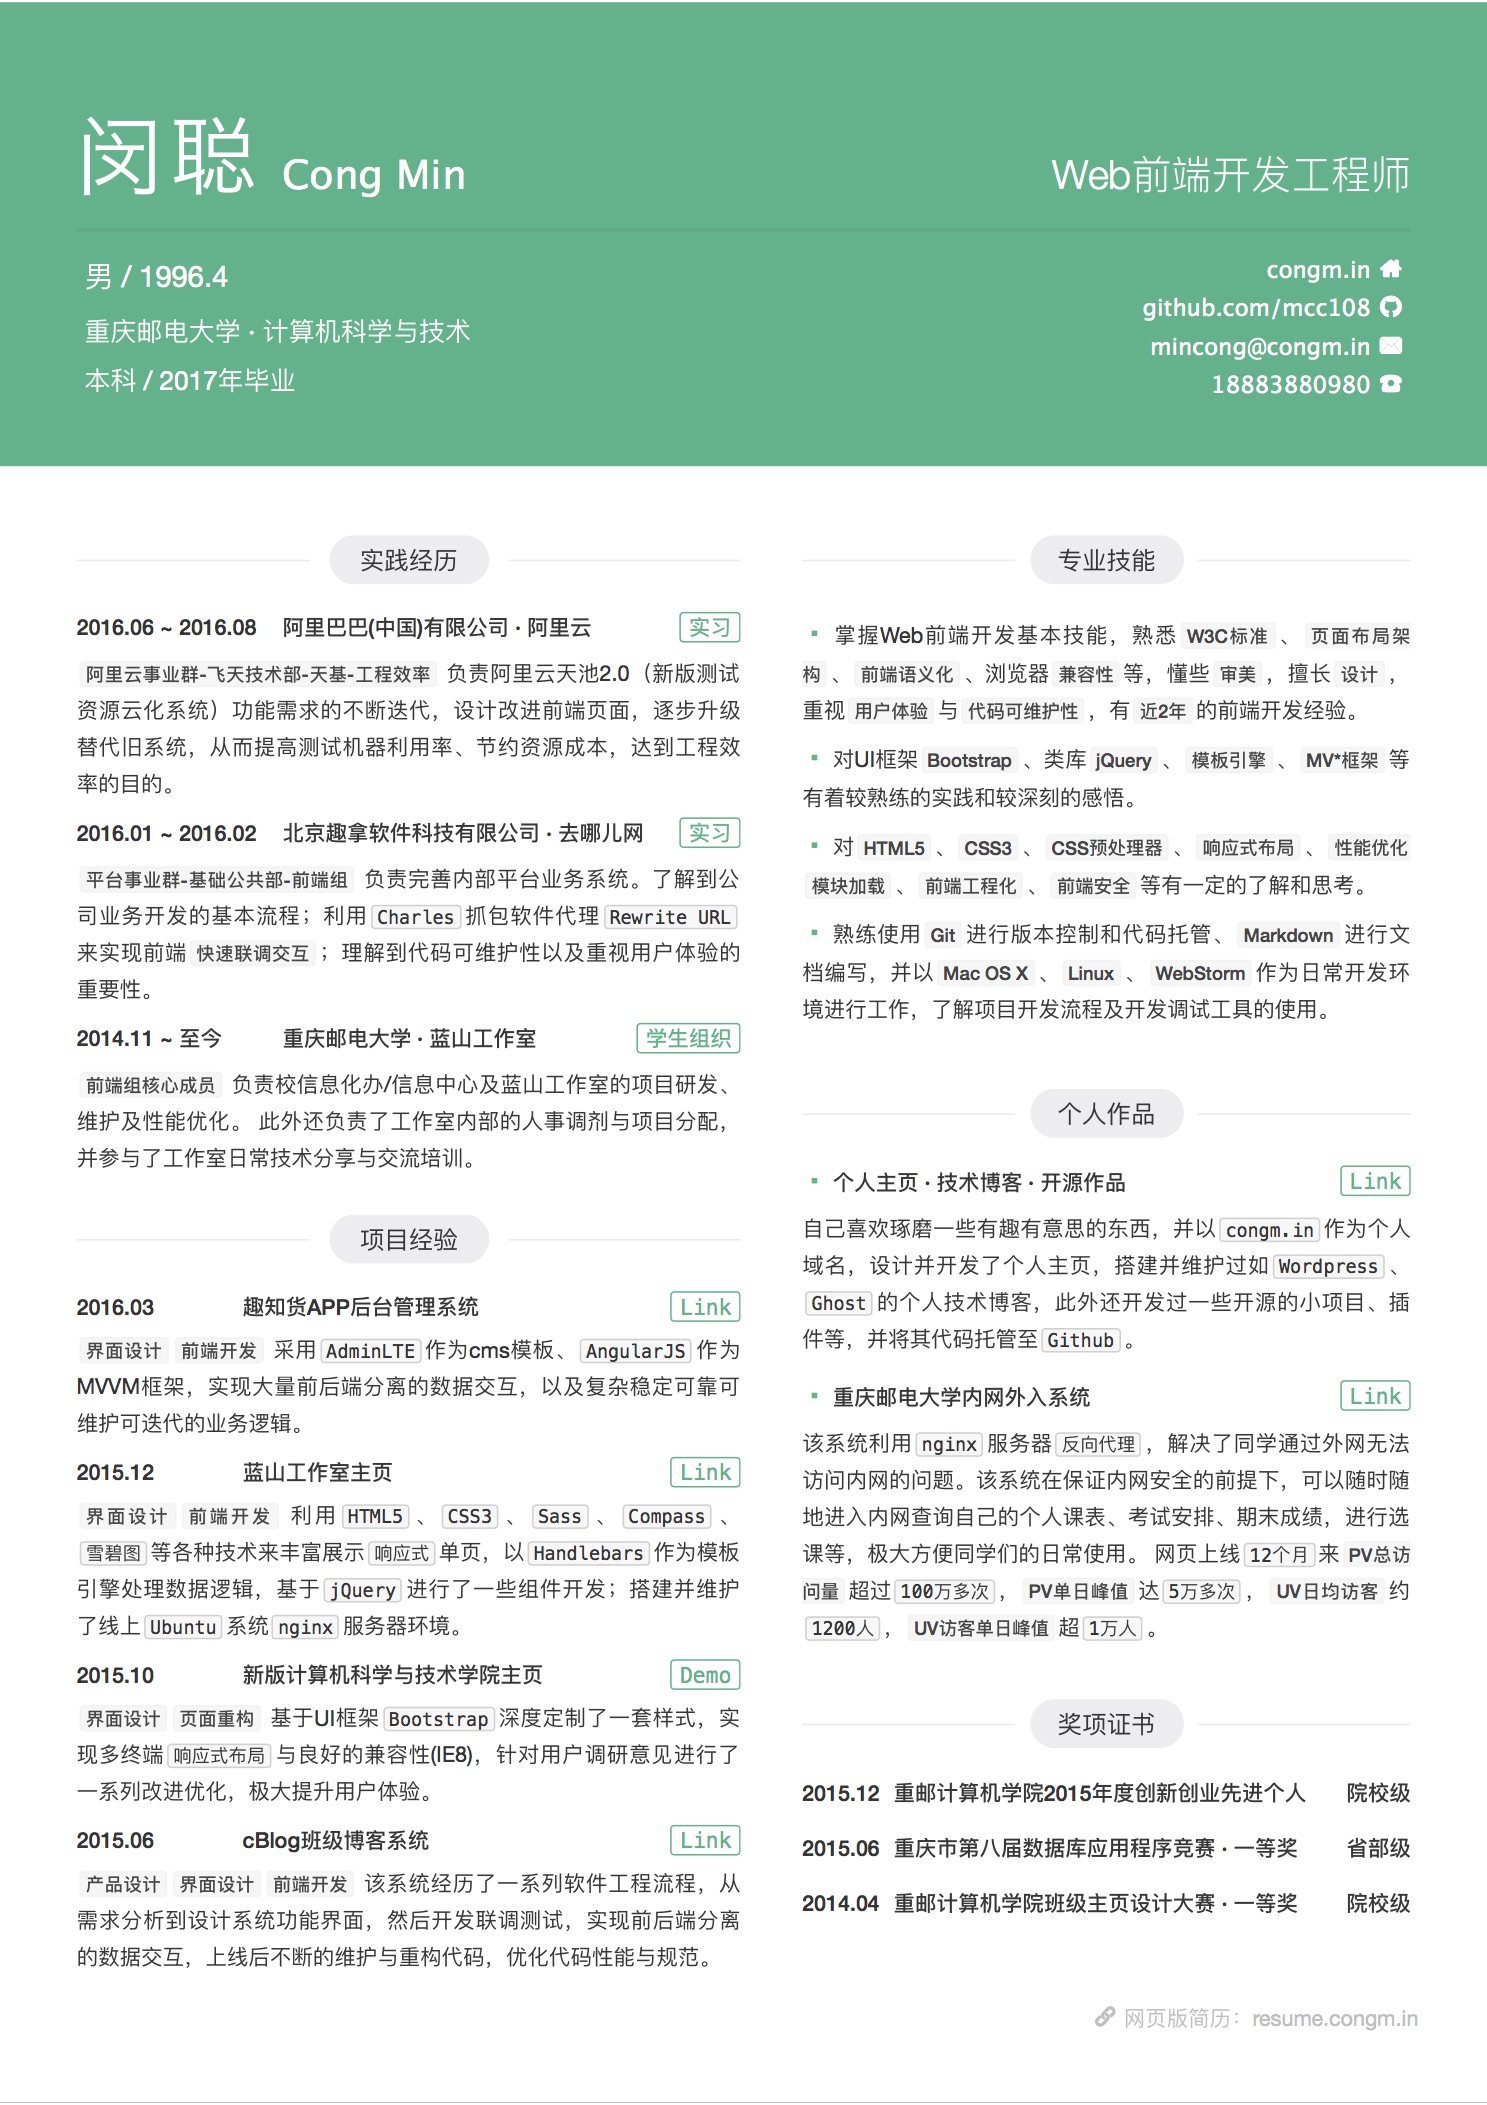 闵聪 Cong Min
Web前端开发工程师
男 / 1996.4
重庆邮电大学 · 计算机科学与技术
本科 / 2017年毕业
congm.in
github.com/mcc108
mincong@congm.in
18883880980
实践经历
2016.06 ~ 2016.08 阿里巴巴(中国)有限公司 · 阿里云 实习
阿里云事业群-飞天技术部-天基-工程效率 负责阿里云天池2.0（新版测试
资源云化系统）功能需求的不断迭代，设计改进前端页面，逐步升级
替代旧系统，从而提高测试机器利用率、节约资源成本，达到工程效
率的目的。
2016.01 ~ 2016.02 北京趣拿软件科技有限公司 · 去哪儿网 实习
平台事业群-基础公共部-前端组 负责完善内部平台业务系统。了解到公
司业务开发的基本流程；利用 Charles 抓包软件代理 Rewrite URL
来实现前端 快速联调交互 ；理解到代码可维护性以及重视用户体验的
重要性。
2014.11 ~ 至今 重庆邮电大学 · 蓝山工作室 学生组织
前端组核心成员 负责校信息化办/信息中心及蓝山工作室的项目研发、
维护及性能优化。 此外还负责了工作室内部的人事调剂与项目分配，
并参与了工作室日常技术分享与交流培训。
项目经验
2016.03 趣知货APP后台管理系统 Link
界面设计 前端开发 采用 AdminLTE 作为cms模板、 AngularJS 作为
MVVM框架，实现大量前后端分离的数据交互，以及复杂稳定可靠可
维护可迭代的业务逻辑。
2015.12 蓝山工作室主页 Link
界面设计 前端开发 利用 HTML5 、 CSS3 、 Sass 、 Compass 、
雪碧图 等各种技术来丰富展示 响应式 单页，以 Handlebars 作为模板
引擎处理数据逻辑，基于 jQuery 进行了一些组件开发；搭建并维护
了线上 Ubuntu 系统 nginx 服务器环境。
2015.10 新版计算机科学与技术学院主页 Demo
界面设计 页面重构 基于UI框架 Bootstrap 深度定制了一套样式，实
现多终端 响应式布局 与良好的兼容性(IE8)，针对用户调研意见进行了
一系列改进优化，极大提升用户体验。
2015.06 cBlog班级博客系统 Link
产品设计 界面设计 前端开发 该系统经历了一系列软件工程流程，从
需求分析到设计系统功能界面，然后开发联调测试，实现前后端分离
的数据交互，上线后不断的维护与重构代码，优化代码性能与规范。
专业技能
▪ 掌握Web前端开发基本技能，熟悉 W3C标准 、 页面布局架
构 、 前端语义化 、浏览器 兼容性 等，懂些 审美 ，擅长 设计 ，
重视 用户体验 与 代码可维护性 ，有 近2年 的前端开发经验。
▪ 对UI框架 Bootstrap 、类库 jQuery 、 模板引擎 、 MV*框架 等
有着较熟练的实践和较深刻的感悟。
▪ 对 HTML5 、 CSS3 、 CSS预处理器 、 响应式布局 、 性能优化
模块加载 、 前端工程化 、 前端安全 等有一定的了解和思考。
▪ 熟练使用 Git 进行版本控制和代码托管、 Markdown 进行文
档编写，并以 Mac OS X 、 Linux 、 WebStorm 作为日常开发环
境进行工作，了解项目开发流程及开发调试工具的使用。
个人作品
▪ 个人主页 · 技术博客 · 开源作品 Link
自己喜欢琢磨一些有趣有意思的东西，并以 congm.in 作为个人
域名，设计并开发了个人主页，搭建并维护过如 Wordpress 、
Ghost 的个人技术博客，此外还开发过一些开源的小项目、插
件等，并将其代码托管至 Github 。
▪ 重庆邮电大学内网外入系统 Link
该系统利用 nginx 服务器 反向代理 ，解决了同学通过外网无法
访问内网的问题。该系统在保证内网安全的前提下，可以随时随
地进入内网查询自己的个人课表、考试安排、期末成绩，进行选
课等，极大方便同学们的日常使用。 网页上线 12个月 来 PV总访
问量 超过 100万多次 ， PV单日峰值 达 5万多次 ， UV日均访客 约
1200人 ， UV访客单日峰值 超 1万人 。
奖项证书
2015.12 重邮计算机学院2015年度创新创业先进个人 院校级
2015.06 重庆市第八届数据库应用程序竞赛 · 一等奖 省部级
2014.04 重邮计算机学院班级主页设计大赛 · 一等奖 院校级
网页版简历：resume.congm.in